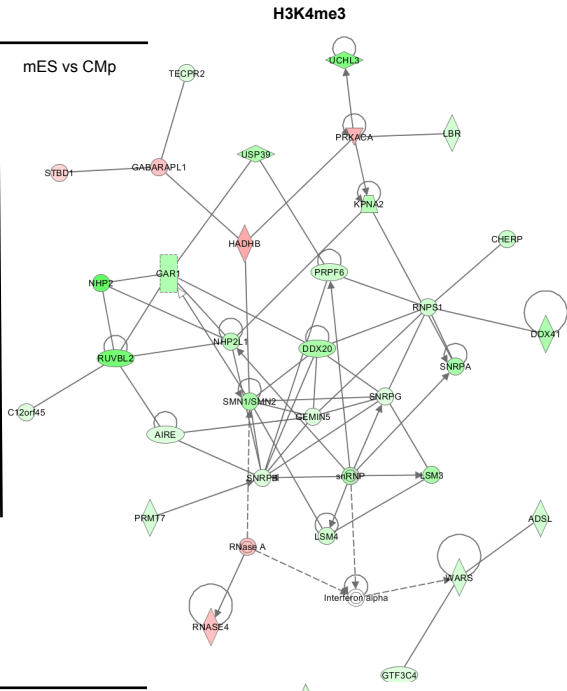 H3K4me3
mES vs CMp
UCHL3
TECPR2
PRKACA
LBR
USP39
GABARAPL1
STBD1
KPNA2
HADHB
CHERP
GAR1
PRPF6
NHP2
RNPS1
DDX41
NHP2L1
DDX20
RUVBL2
SNRPA
SNRPG
SMN1/SMN2
C12orf45
GEMIN5
AIRE
SNRPB
snRNP
LSM3
PRMT7
ADSL
LSM4
RNase A
WARS
Interferon alpha
RNASE4
GTF3C4